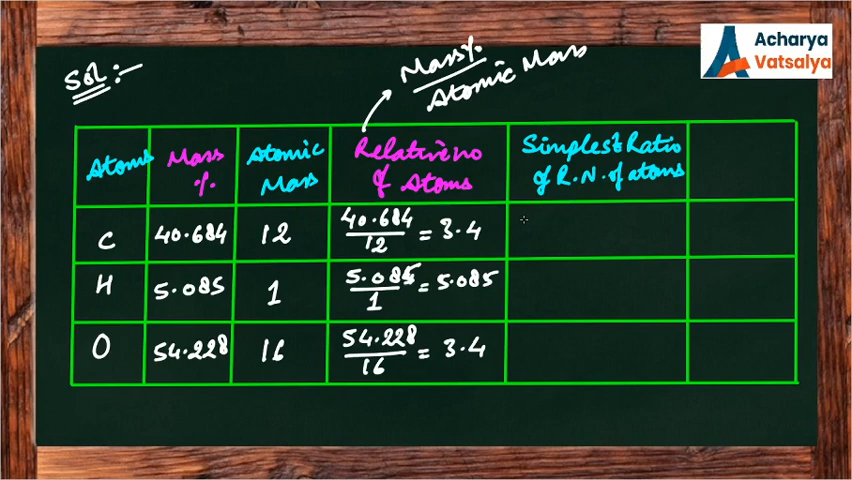 Sol:-
Mass%
Atomic Mass
Acharya
Vatsalya
Atoms
Mass
%
Atomic
Mass
Relative no
of Atoms
Simplest Ratio
of R.N. of atoms
C
40.684
12
40.684
12
= 3.4
H
5.085
1
5.085
1
= 5.085
O
54.228
16
54.228
16
= 3.4